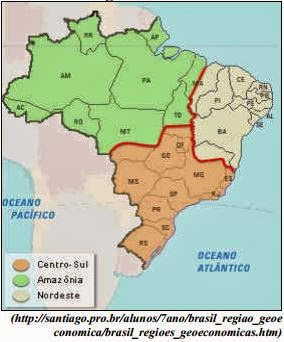 RR
AP
AM
PA
MA
CE
RN
PB
PI
PE
AC
TO
AL
RO
SE
BA
MT
DF
GO
MG
ES
MS
SP
RJ
PR
SC
RS
OCEANO
PACÍFICO
OCEANO
ATLÂNTICO
Centro-Sul
Amazônia
Nordeste
(http://santiago.pro.br/alunos/7ano/brasil_regiao_geoe
conomica/brasil_regioes_geoeconomicas.htm)